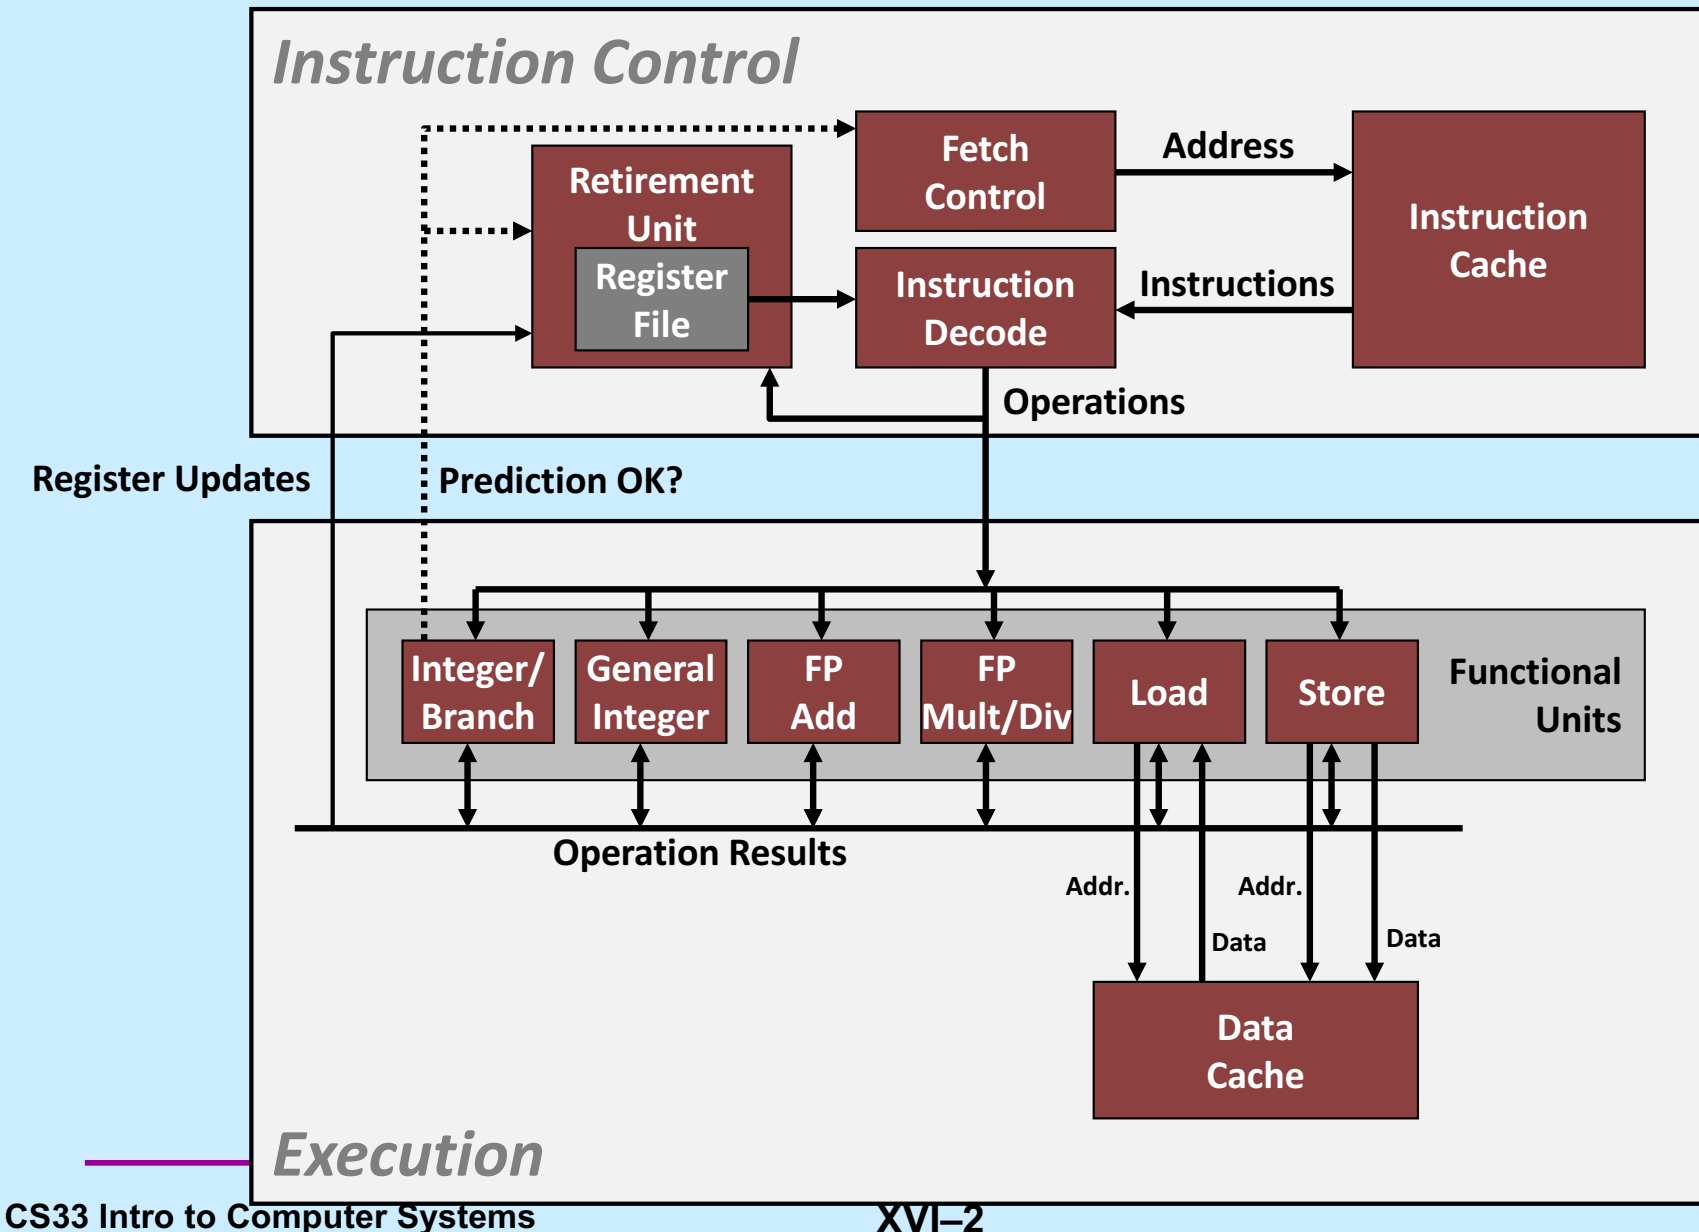 Instruction Control
Fetch
Control
Address
Instruction
Cache
Retirement
Unit
Register
File
Instruction
Decode
Instructions
Operations
Register Updates
Prediction OK?
Integer/
Branch
General
Integer
FP
Add
FP
Mult/Div
Load
Store
Functional
Units
Operation Results
Addr.
Addr.
Data
Data
Data
Cache
Execution
CS33 Intro to Computer Systems
XVI–2